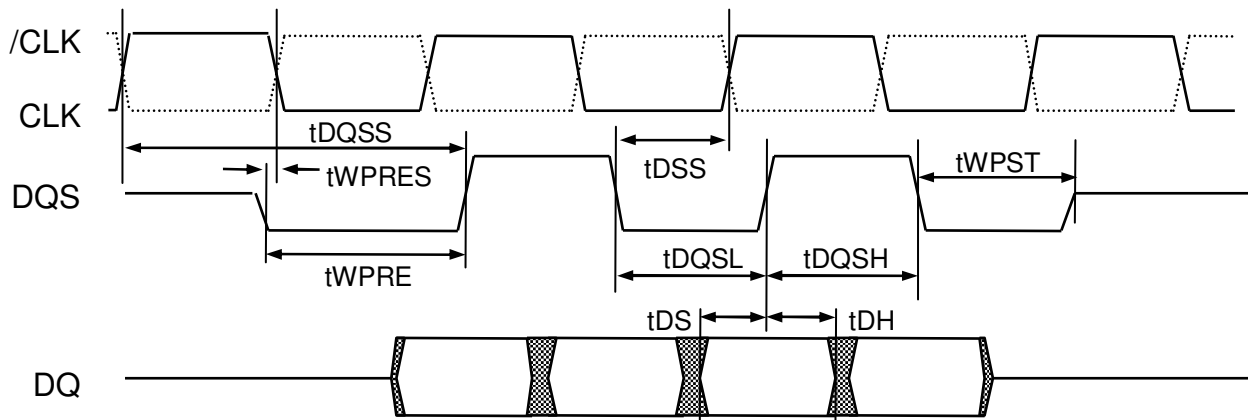 /CLK
CLK
tDQSS
tWPRES
tDSS
tWPST
DQS
tWPRE
tDQSL
tDQSH
tDS
tDH
DQ